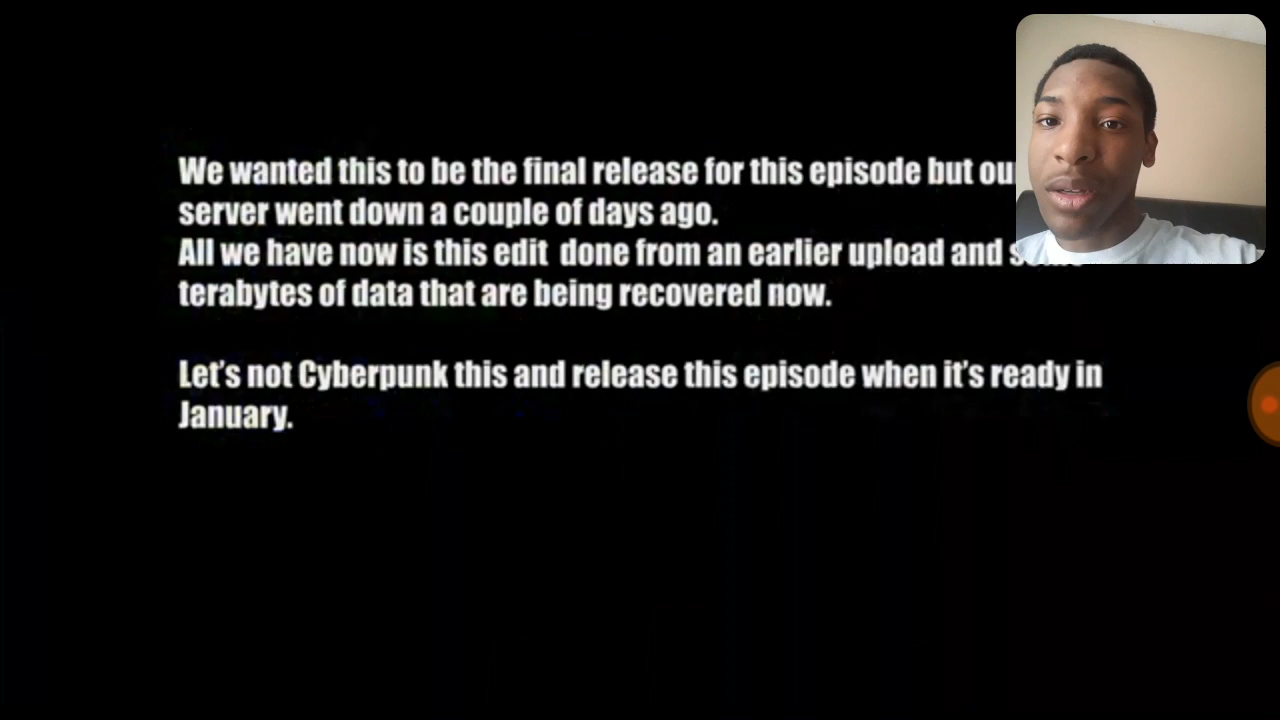 We wanted this to be the final release for this episode but
server went down a couple of days ago.
All we have now is this edit done from an earlier upload and
terabytes of data that are being recovered now.
Let's not Cyberpunk this and release this episode when it's ready in
January.